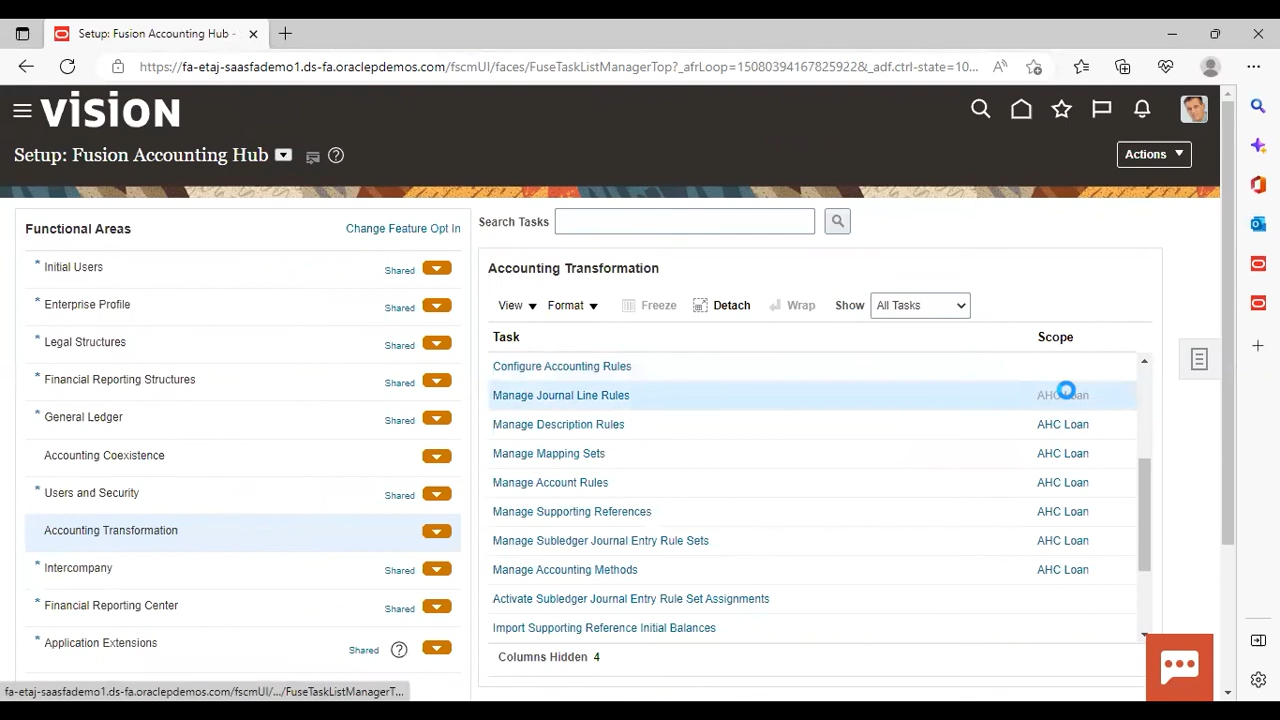 Setup: Fusion Accounting Hub -
https://fa-etaj-saasfademo1.ds-fa.oraclepdemos.com/fscmUI/faces/FuseTaskListManagerTop?_afrLoop=1508039416782592​2&_adf.ctrl-state=10...
VISION
Setup: Fusion Accounting Hub
Actions
Functional Areas
Change Feature Opt In
* Initial Users Shared
* Enterprise Profile Shared
* Legal Structures Shared
* Financial Reporting Structures Shared
* General Ledger Shared
Accounting Coexistence
* Users and Security Shared
Accounting Transformation
* Intercompany Shared
* Financial Reporting Center Shared
* Application Extensions Shared
Search Tasks
Accounting Transformation
View Format Freeze Detach Wrap Show All Tasks
Task Scope
Configure Accounting Rules
Manage Journal Line Rules AHC Loan
Manage Description Rules AHC Loan
Manage Mapping Sets AHC Loan
Manage Account Rules AHC Loan
Manage Supporting References AHC Loan
Manage Subledger Journal Entry Rule Sets AHC Loan
Manage Accounting Methods AHC Loan
Activate Subledger Journal Entry Rule Set Assignments
Import Supporting Reference Initial Balances
Columns Hidden 4
fa-etaj-saasfademo1.ds-fa.oraclepdemos.com/fscmUI/.../FuseTaskListManagerT...